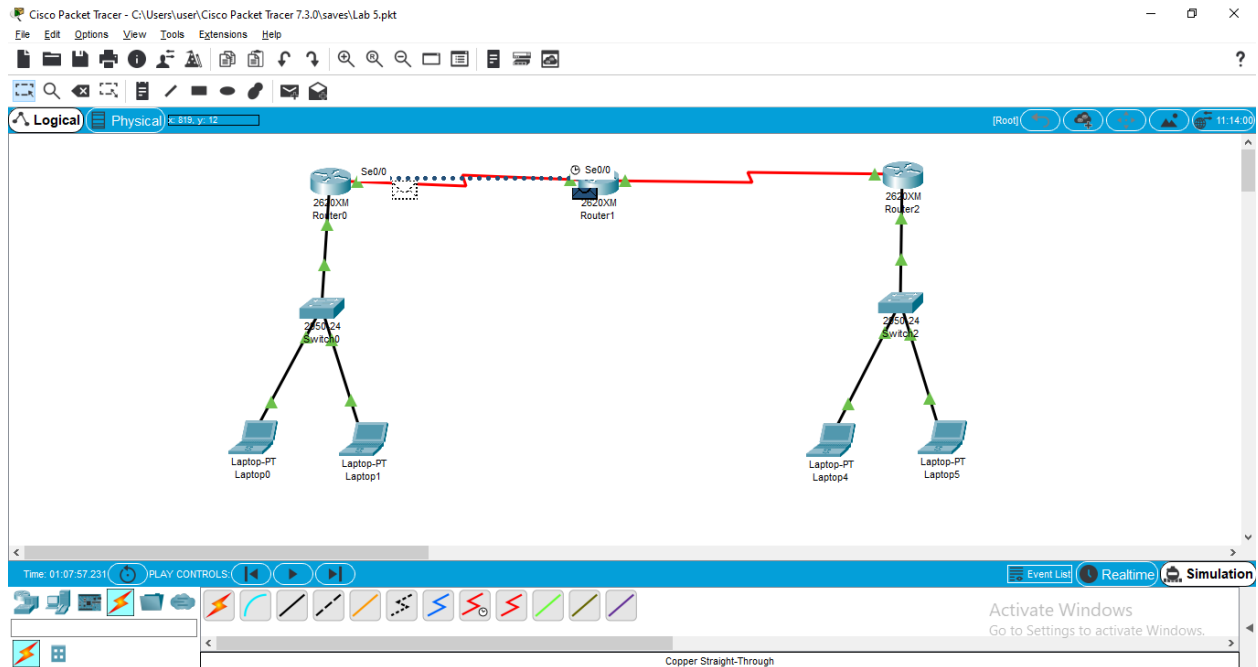 Cisco Packet Tracer - C:\Users\user\Cisco Packet Tracer 7.3.0\saves\Lab 5.pkt
File Edit Options View Tools Extensions Help
?
Logical Physical x: 819, y: 12 [Root] 11:14:00
Se0/0 Se0/0
2620XM
Router0
2620XM
Router1
2620XM
Router2
2950-24
Switch0
2950-24
Switch2
Laptop-PT
Laptop0
Laptop-PT
Laptop1
Laptop-PT
Laptop4
Laptop-PT
Laptop5
Time: 01:07:57.231 PLAY CONTROLS: Event List Realtime Simulation
Activate Windows
Go to Settings to activate Windows.
Copper Straight-Through